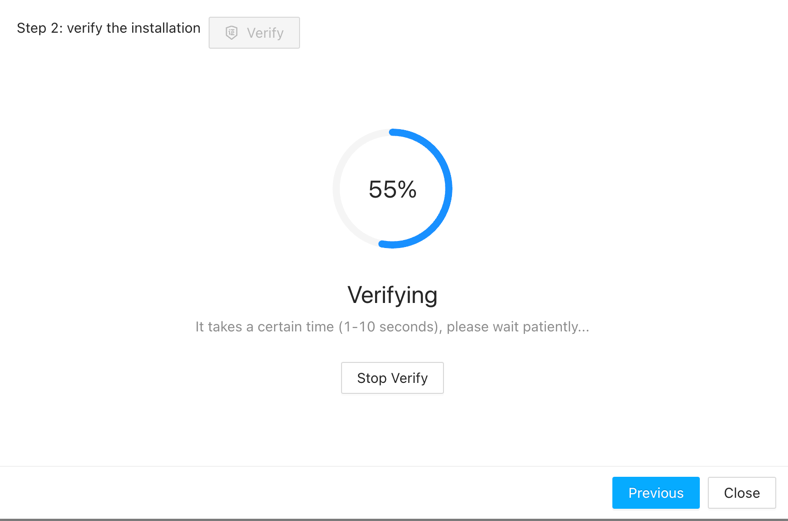 Step 2: verify the installation
Verify
55%
Verifying
It takes a certain time (1-10 seconds), please wait patiently...
Stop Verify
Previous
Close